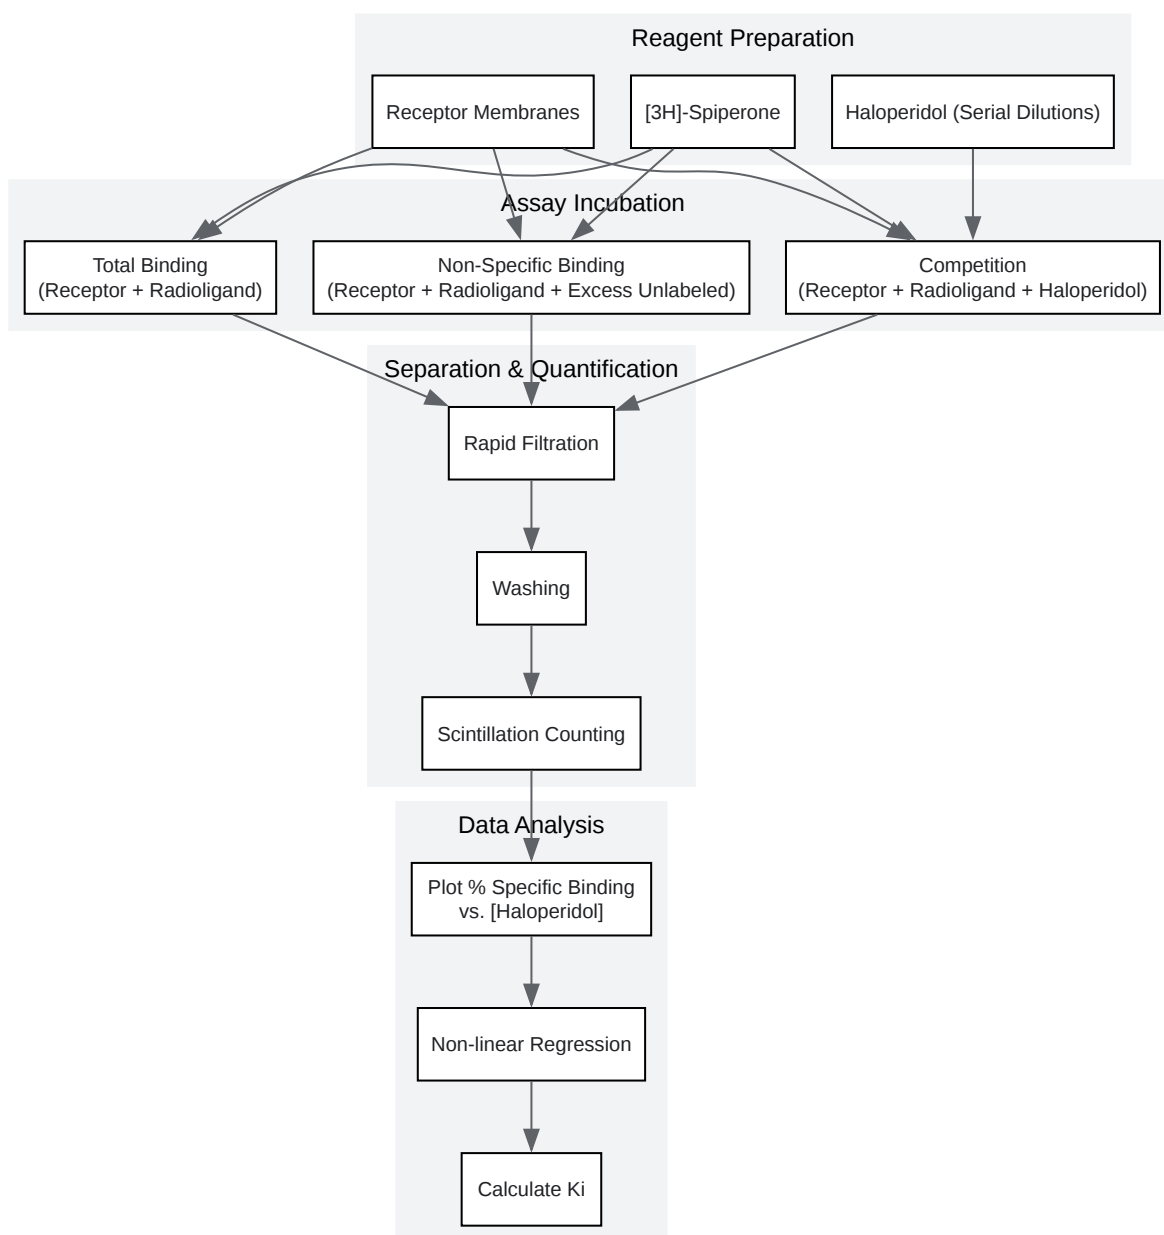 Reagent Preparation
Receptor Membranes
[3H]-Spiperone
Haloperidol (Serial Dilutions)
Assay Incubation
Total Binding
(Receptor + Radioligand)
Non-Specific Binding
(Receptor + Radioligand + Excess Unlabeled)
Competition
(Receptor + Radioligand + Haloperidol)
Separation & Quantification
Rapid Filtration
Washing
Scintillation Counting
Data Analysis
Plot % Specific Binding
vs. [Haloperidol]
Non-linear Regression
Calculate Ki